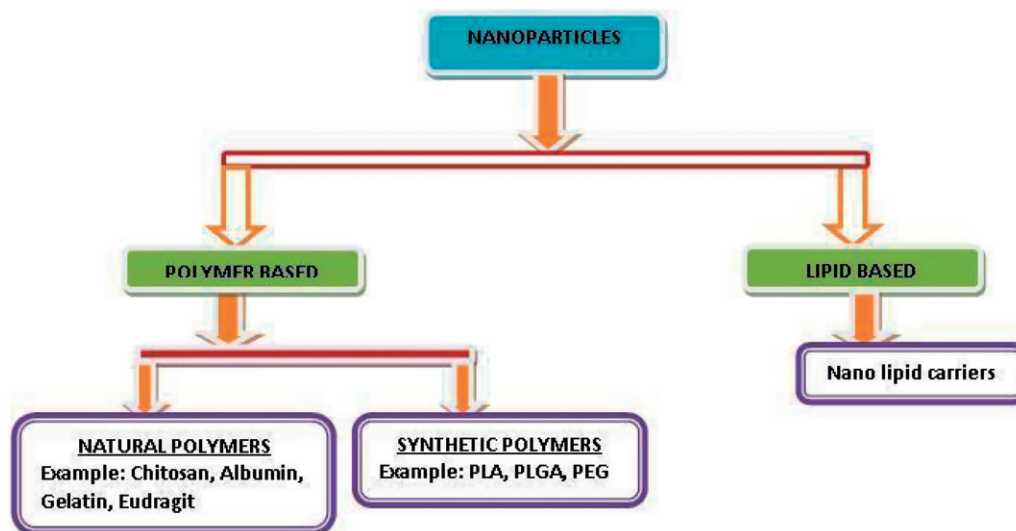 NANOPARTICLES
POLYMER BASED
LIPID BASED
Nano lipid carriers
NATURAL POLYMERS
Example: Chitosan, Albumin,
Gelatin, Eudragit
SYNTHETIC POLYMERS
Example: PLA, PLGA, PEG